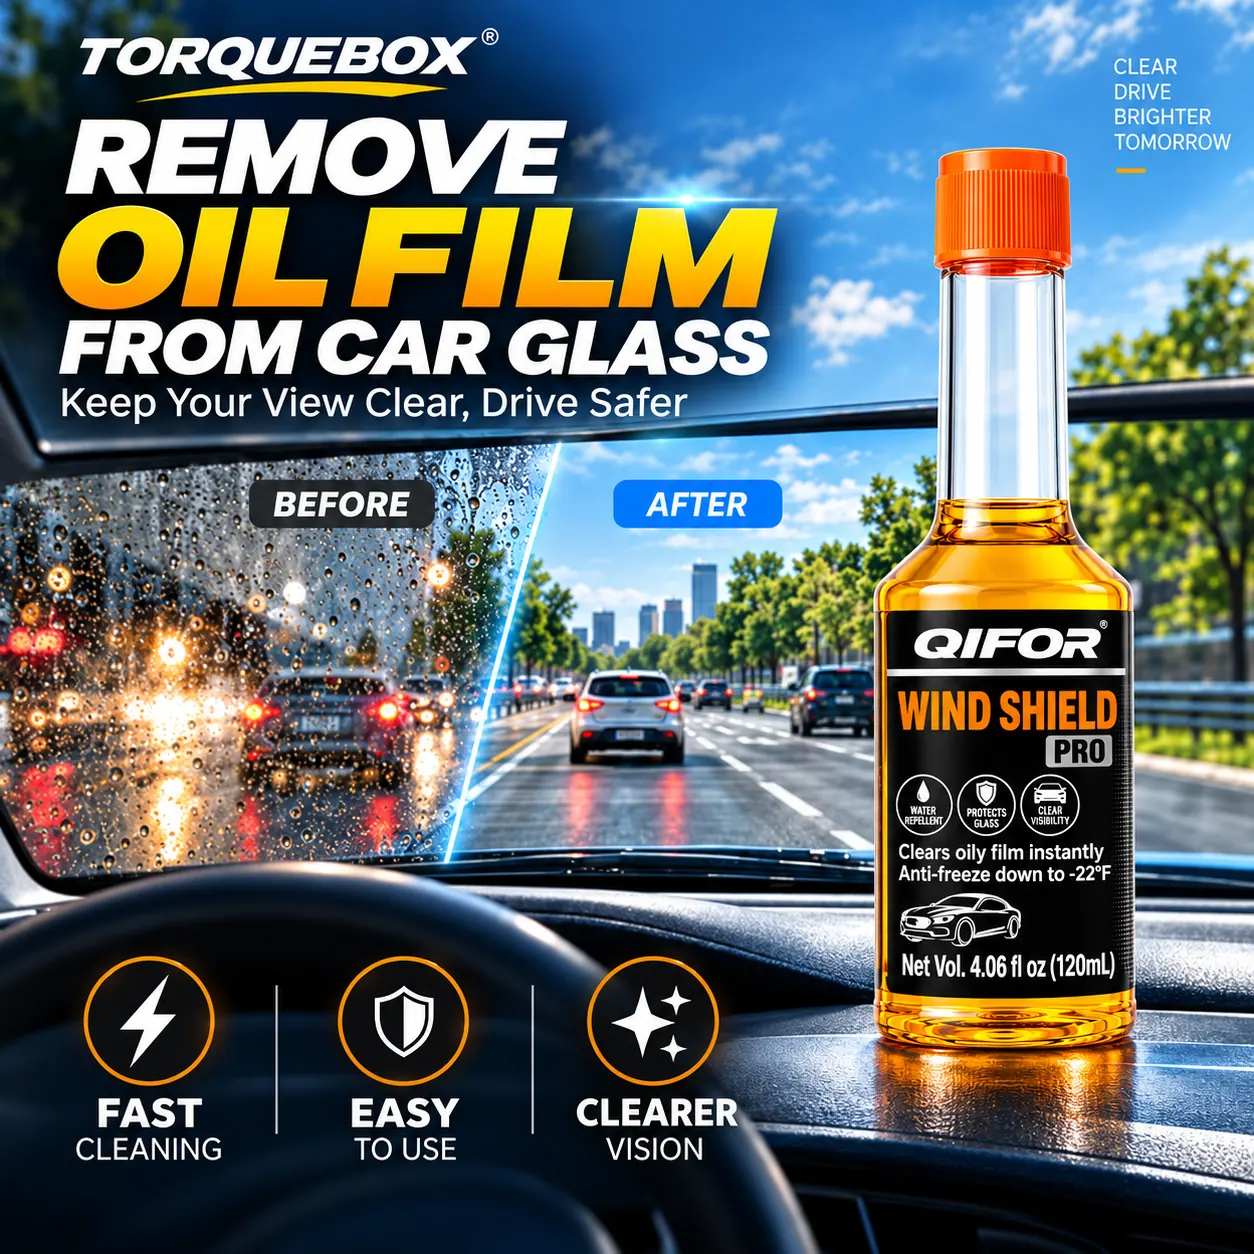 TORQUEBOX®
REMOVE
OIL FILM
FROM CAR GLASS
Keep Your View Clear, Drive Safer
CLEAR
DRIVE
BRIGHTER
TOMORROW
BEFORE
AFTER
QIFOR®
WIND SHIELD
PRO
WATER
REPELLENT
PROTECTS
GLASS
CLEAR
VISIBILITY
Clears oily film instantly
Anti-freeze down to -22°F
Net Vol. 4.06 fl oz (120mL)
FAST
CLEANING
EASY
TO USE
CLEARER
VISION